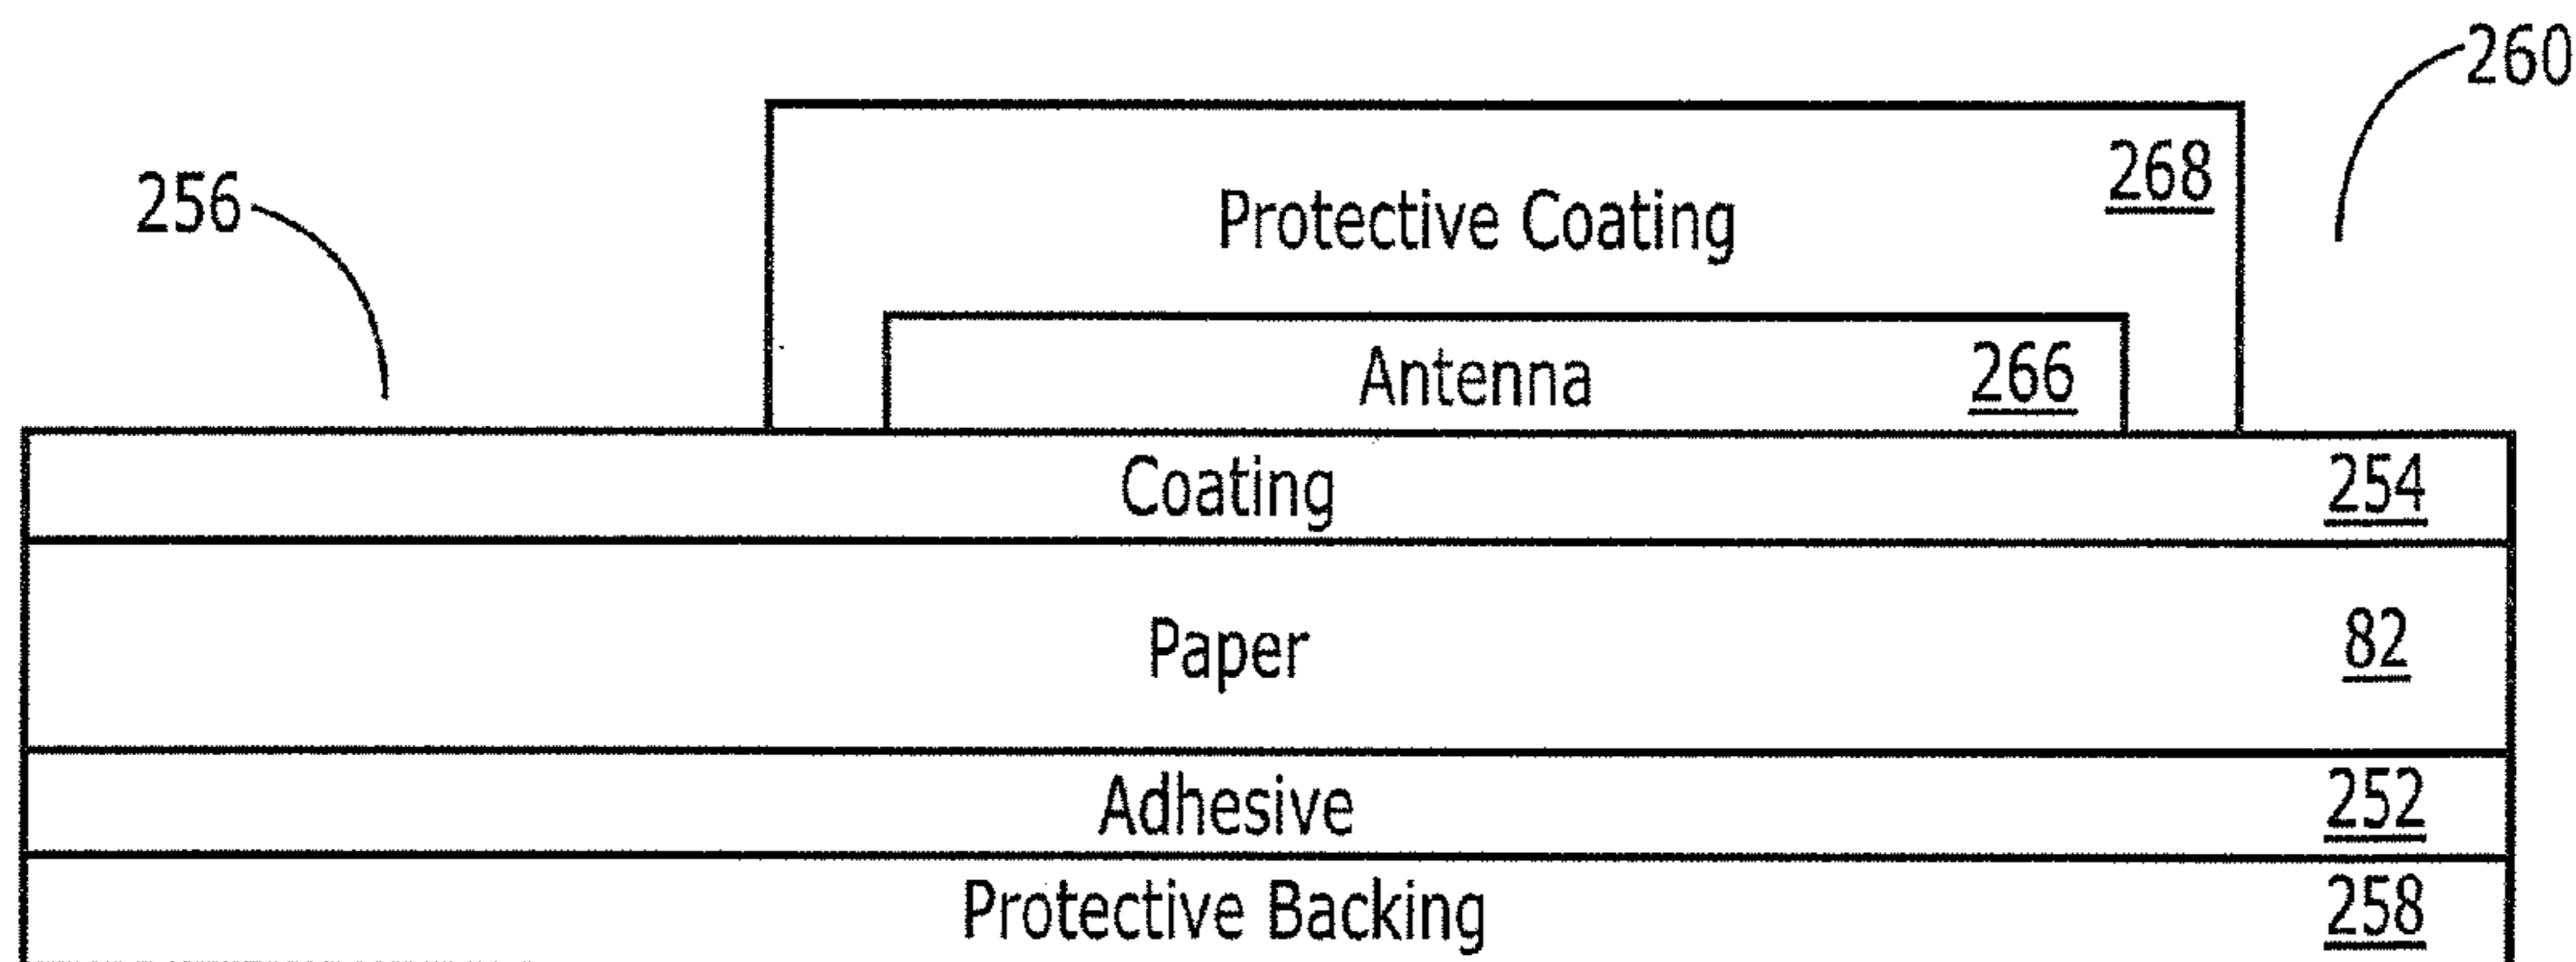 260
256
Protective Coating 268
Antenna 266
Coating 254
Paper 82
Adhesive 252
Protective Backing 258